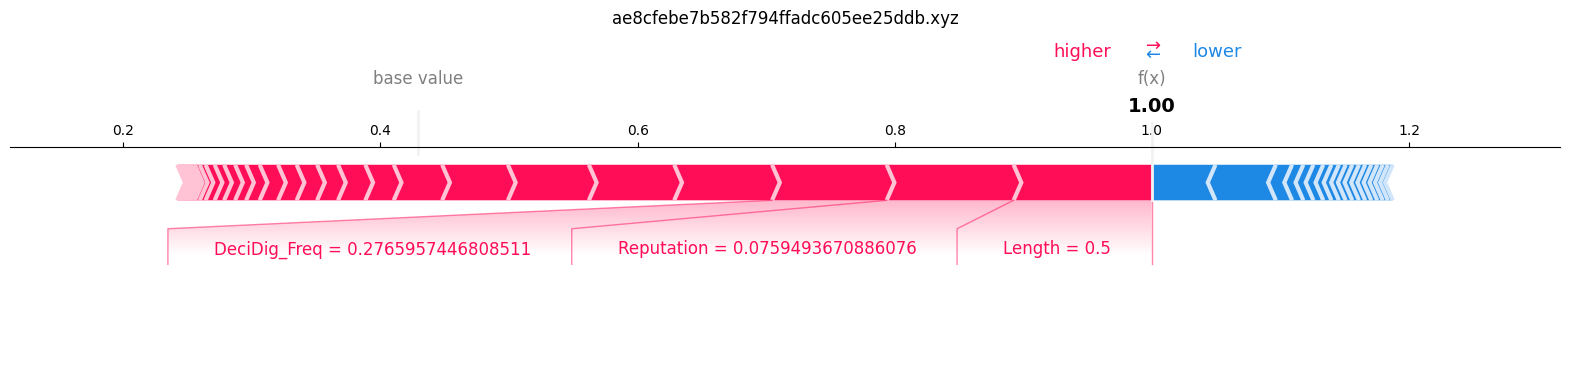 ae8cfebe7b582f794ffadc605ee25ddb.xyz
higher ⇄ lower
base value f(x)
1.00
0.2 0.4 0.6 0.8 1.0 1.2
DeciDig_Freq = 0.2765957446808511 Reputation = 0.0759493670886076 Length = 0.5